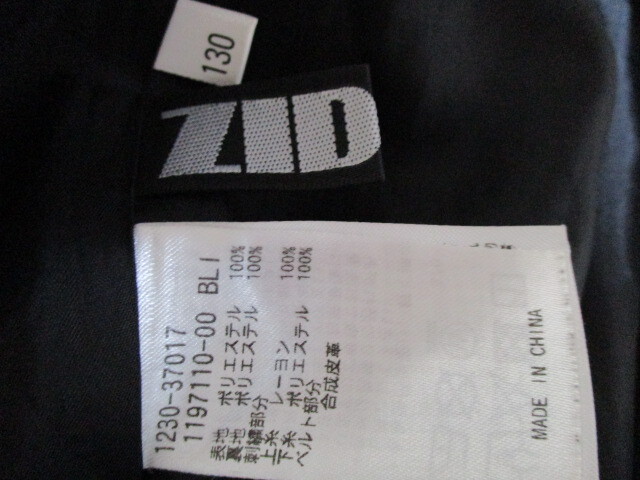 130
ZID
1230-37017
1197110-00 BLI
表地 ポリエステル 100%
裏地 ポリエステル 100%
刺繍部分
上糸 レーヨン 100%
下糸 ポリエステル 100%
ベルト部分 合成皮革
MADE IN CHINA